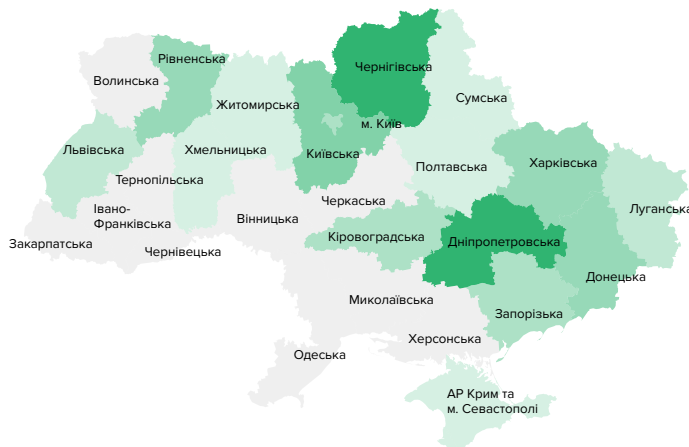 Рівненська
Чернігівська
Волинська
Житомирська
Сумська
м. Київ
Львівська
Хмельницька
Київська
Харківська
Полтавська
Тернопільська
Черкаська
Івано-
Франківська
Вінницька
Луганська
Кіровоградська
Дніпропетровська
Закарпатська
Чернівецька
Донецька
Миколаївська
Запорізька
Херсонська
Одеська
АР Крим та
м. Севастополі